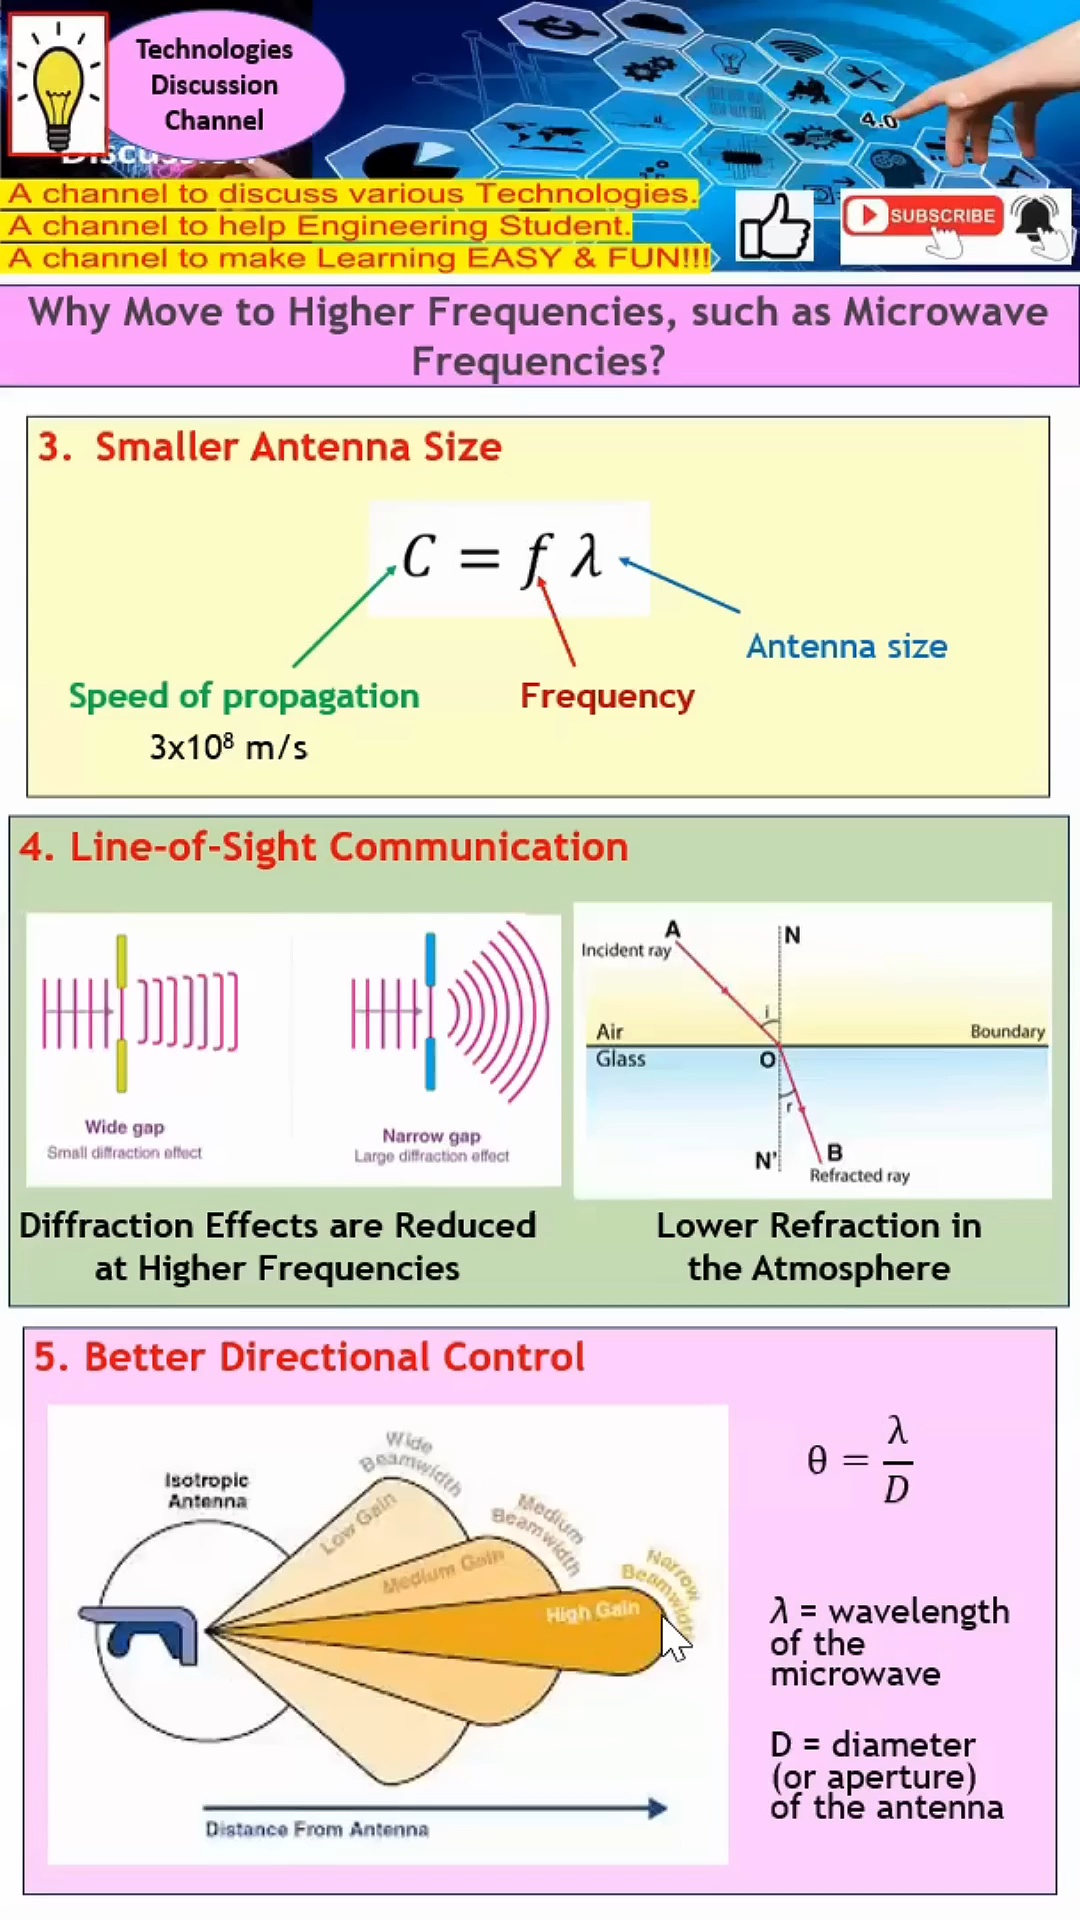 Technologies
Discussion
Channel
4.0
A channel to discuss various Technologies.
A channel to help Engineering Student.
A channel to make Learning EASY & FUN!!!
SUBSCRIBE
Why Move to Higher Frequencies, such as Microwave
Frequencies?
3. Smaller Antenna Size
C = f λ
Antenna size
Speed of propagation
Frequency
3x10⁸ m/s
4. Line-of-Sight Communication
Wide gap
Small diffraction effect
Narrow gap
Large diffraction effect
A
N
Incident ray
i
Air
Boundary
Glass
O
r
B
N'
Refracted ray
Diffraction Effects are Reduced
at Higher Frequencies
Lower Refraction in
the Atmosphere
5. Better Directional Control
Isotropic
Antenna
Wide
Beamwidth
Low Gain
Medium
Beamwidth
Medium Gain
Narrow
Beamwidth
High Gain
Distance From Antenna
θ = λ/D
λ = wavelength
of the
microwave
D = diameter
(or aperture)
of the antenna